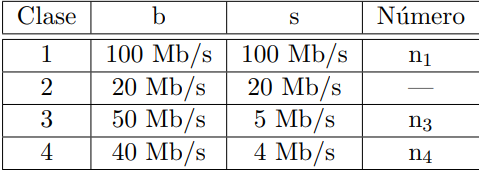 Clase b s Número
1 100 Mb/s 100 Mb/s n₁
2 20 Mb/s 20 Mb/s —
3 50 Mb/s 5 Mb/s n₃
4 40 Mb/s 4 Mb/s n₄